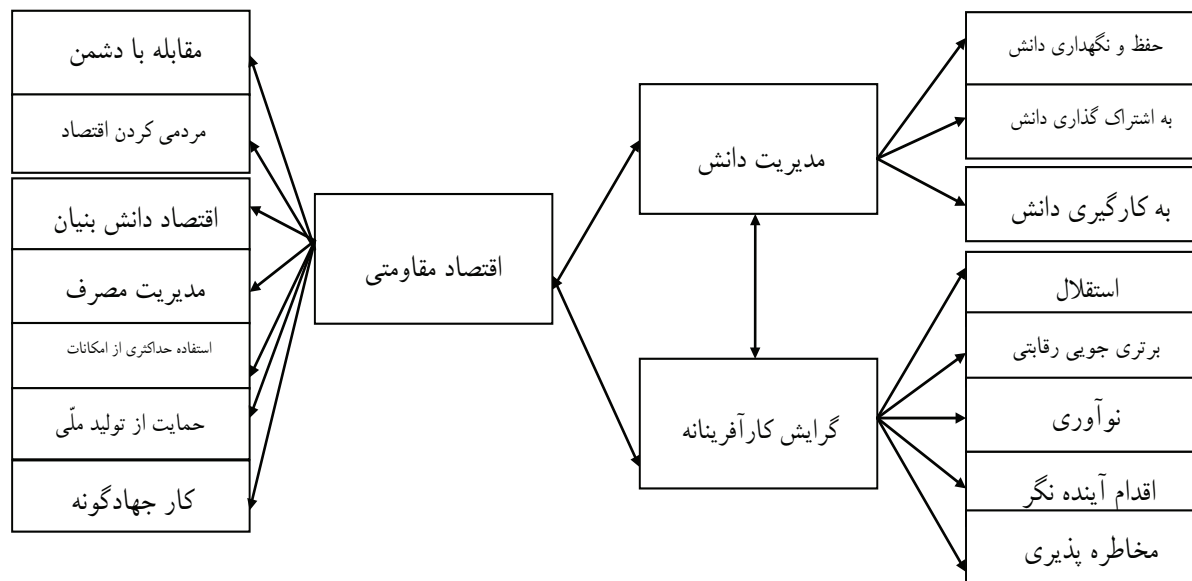 حفظ و نگهداری دانش
به اشتراک گذاری دانش
به کارگیری دانش
استقلال
برتری جویی رقابتی
نوآوری
اقدام آینده نگر
مخاطره پذیری
مدیریت دانش
گرایش کارآفرینانه
اقتصاد مقاومتی
مقابله با دشمن
مردمی کردن اقتصاد
اقتصاد دانش بنیان
مدیریت مصرف
استفاده حداکثری از امکانات
حمایت از تولید ملّی
کار جهادگونه